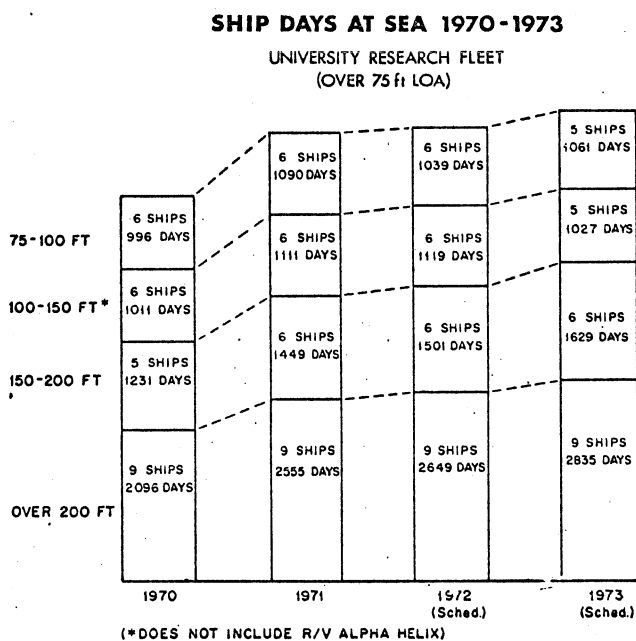 SHIP DAYS AT SEA 1970-1973
UNIVERSITY RESEARCH FLEET
(OVER 75 ft LOA)
75-100 FT
100-150 FT*
150-200 FT
OVER 200 FT
6 SHIPS
996 DAYS
6 SHIPS
1011 DAYS
5 SHIPS
1231 DAYS
9 SHIPS
2096 DAYS
6 SHIPS
1090 DAYS
6 SHIPS
1111 DAYS
6 SHIPS
1449 DAYS
9 SHIPS
2555 DAYS
6 SHIPS
1039 DAYS
6 SHIPS
1119 DAYS
6 SHIPS
1501 DAYS
9 SHIPS
2649 DAYS
5 SHIPS
1061 DAYS
5 SHIPS
1027 DAYS
6 SHIPS
1629 DAYS
9 SHIPS
2835 DAYS
1970
1971
1972
(Sched.)
1973
(Sched.)
(*DOES NOT INCLUDE R/V ALPHA HELIX)